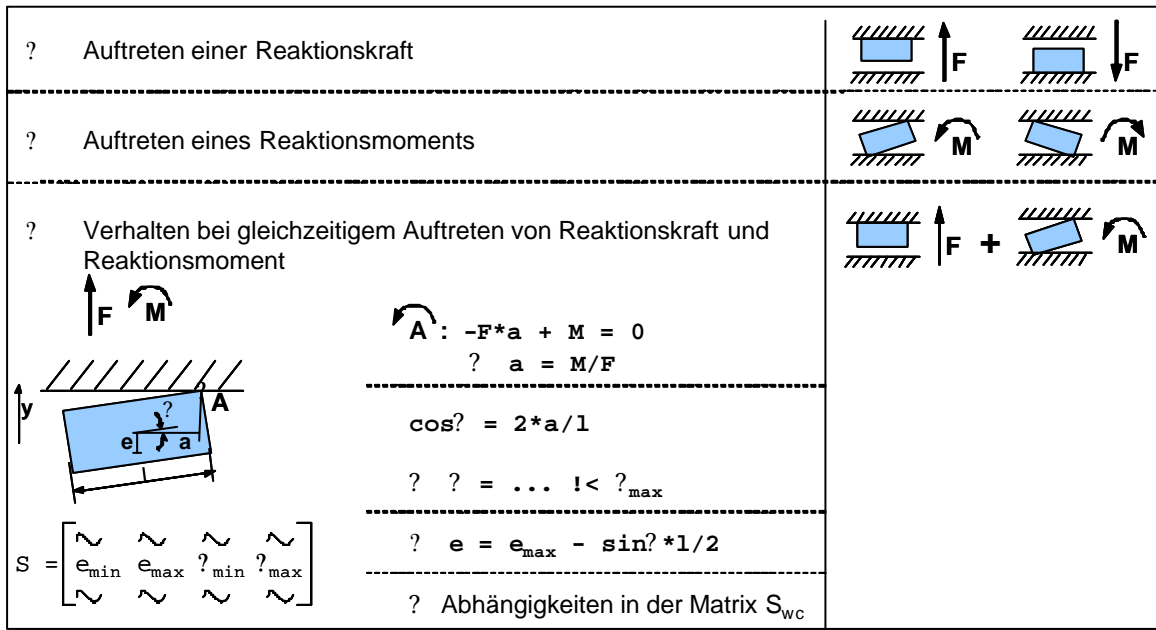 ? Auftreten einer Reaktionskraft
F F
? Auftreten eines Reaktionsmoments
M M
? Verhalten bei gleichzeitigem Auftreten von Reaktionskraft und
Reaktionsmoment
F + M
F M
A : -F*a + M = 0
? a = M/F
y
A
?
e a
l
cos? = 2*a/l
? ? = ... !< ?max
? e = emax - sin?*l/2
S = [ ~ ~ ~ ~
emin emax ?min ?max
~ ~ ~ ~ ]
? Abhängigkeiten in der Matrix Swc